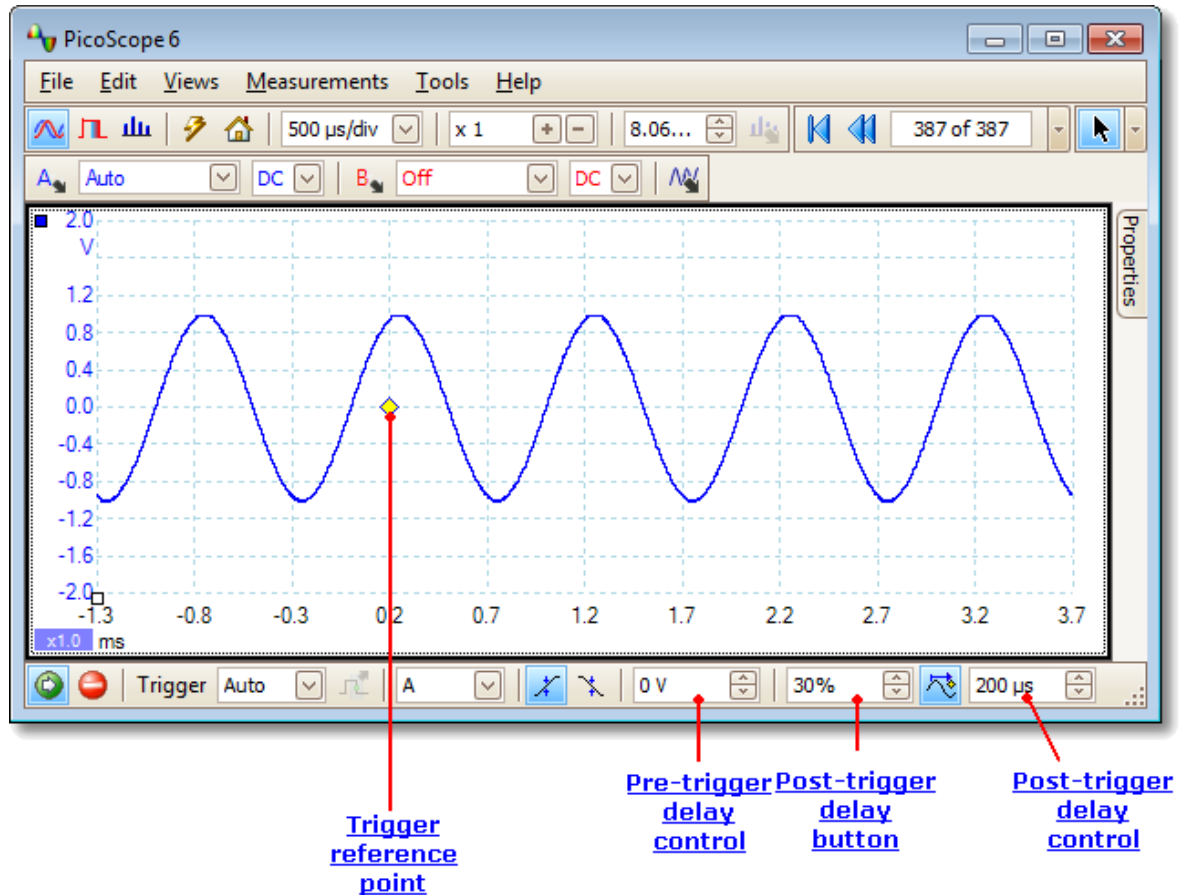 PicoScope 6
File Edit Views Measurements Tools Help
500 µs/div x 1 8.06... 387 of 387
A Auto DC B Off DC
Properties
2.0
V
1.2
0.8
0.4
0.0
-0.4
-0.8
-1.2
-1.6
-2.0
-1.3 -0.8 -0.3 0.2 0.7 1.2 1.7 2.2 2.7 3.2 3.7
x1.0 ms
Trigger Auto A 0 V 30% 200 µs
Trigger
reference
point
Pre-trigger
delay
control
Post-trigger
delay
button
Post-trigger
delay
control